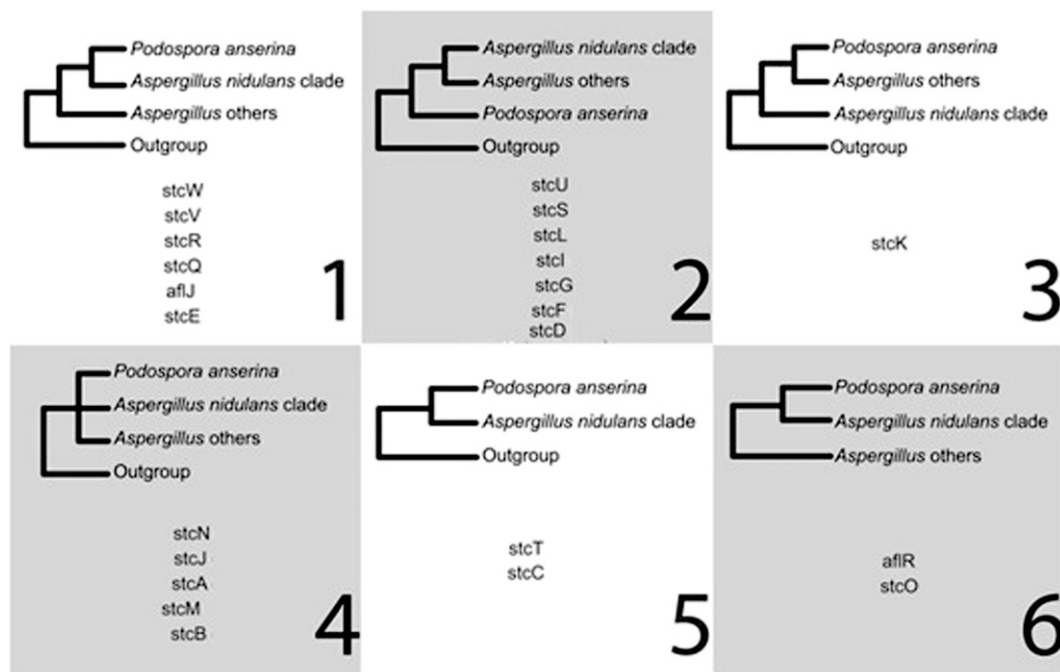 Podospora anserina
Aspergillus nidulans clade
Aspergillus others
Outgroup
stcW
stcV
stcR
stcQ
aflJ
stcE
1
Aspergillus nidulans clade
Aspergillus others
Podospora anserina
Outgroup
stcU
stcS
stcL
stcI
stcG
stcF
stcD
2
Podospora anserina
Aspergillus others
Aspergillus nidulans clade
Outgroup
stcK
3
Podospora anserina
Aspergillus nidulans clade
Aspergillus others
Outgroup
stcN
stcJ
stcA
stcM
stcB
4
Podospora anserina
Aspergillus nidulans clade
Outgroup
stcT
stcC
5
Podospora anserina
Aspergillus nidulans clade
Aspergillus others
aflR
stcO
6